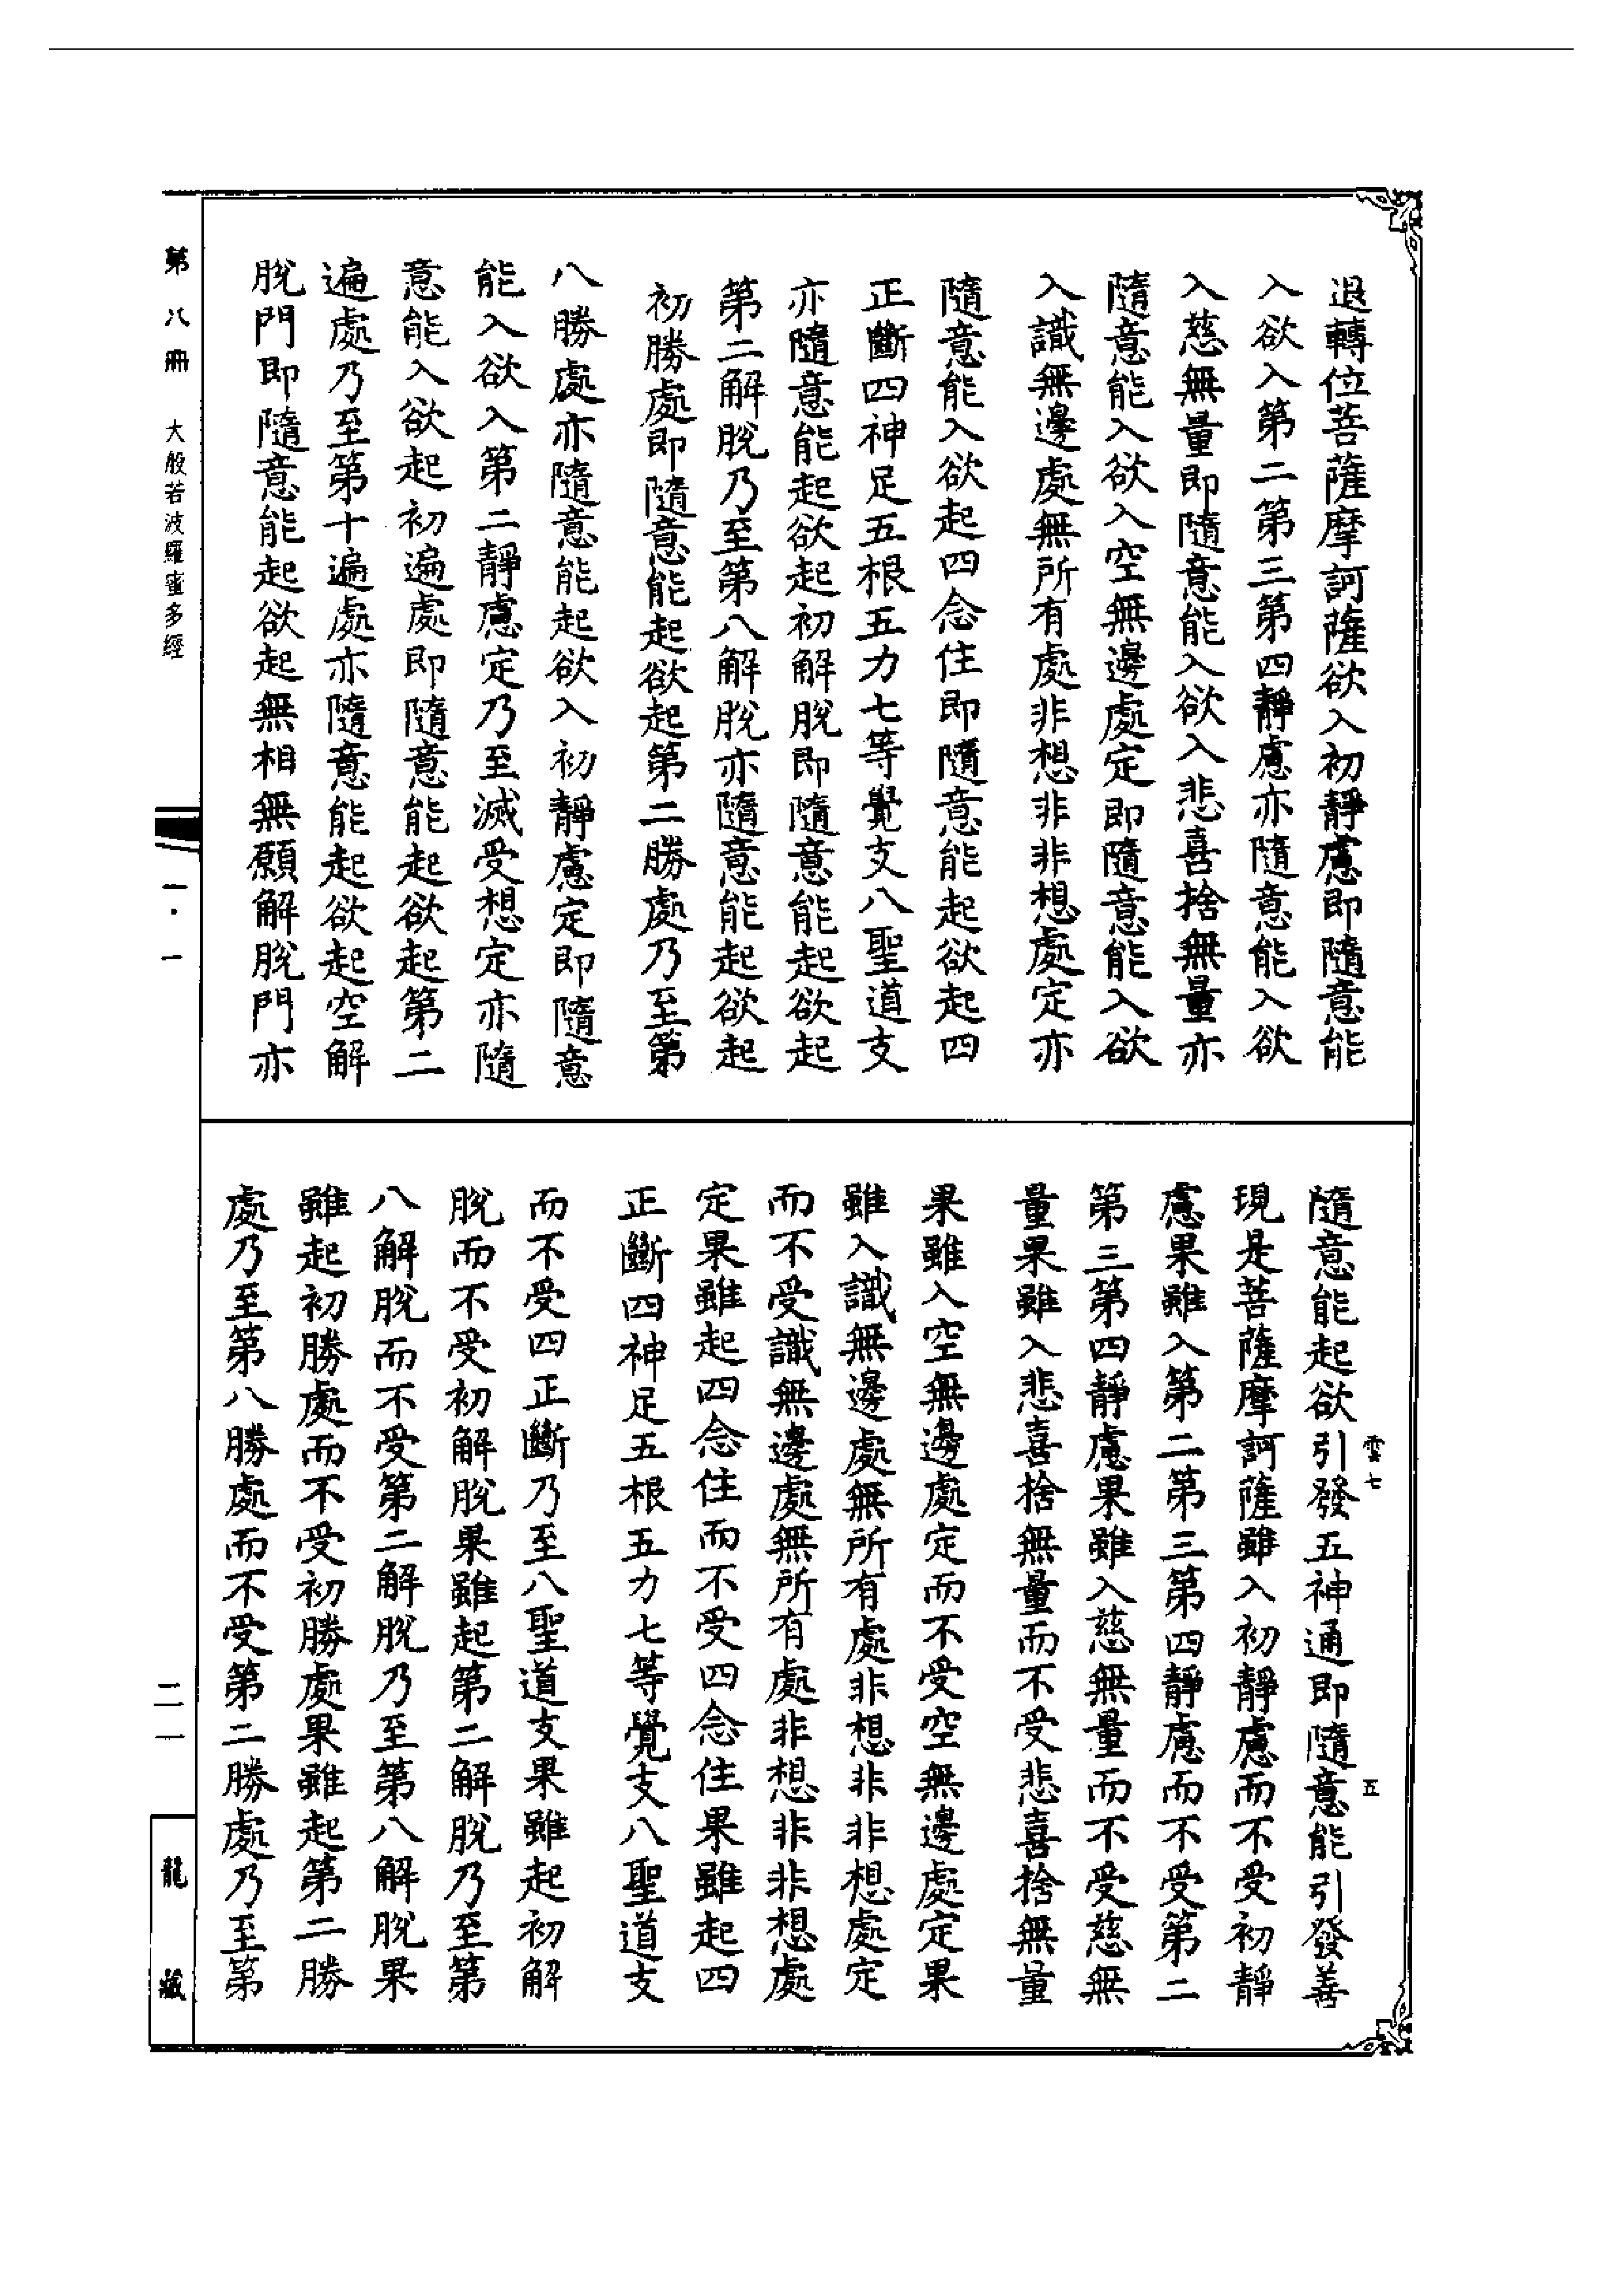 退轉位菩薩摩訶薩欲入初靜慮即隨意能
入欲入第二第三第四靜慮亦隨意能入欲
入慈無量即隨意能入欲入悲喜捨無量亦
隨意能入欲入空無邊處定即隨意能入欲
入識無邊處無所有處非想非非想處定亦
隨意能入欲起四念住即隨意能起欲起四
正斷四神足五根五力七等覺支八聖道支
亦隨意能起欲起初解脫即隨意能起欲起
第二解脫乃至第八解脫亦隨意能起欲起
初勝處即隨意能起欲起第二勝處乃至第
八勝處亦隨意能起欲入初靜慮定即隨意
能入欲入第二靜慮定乃至滅受想定亦隨
意能入欲起初遍處即隨意能起欲起第二
遍處乃至第十遍處亦隨意能起欲起空解
脫門即隨意能起欲起無相無願解脫門亦
隨意能起欲引發五神通即隨意能引發善
現是菩薩摩訶薩雖入初靜慮而不受初靜
慮果雖入第二第三第四靜慮而不受第二
第三第四靜慮果雖入慈無量而不受慈無
量果雖入悲喜捨無量而不受悲喜捨無量
果雖入空無邊處定而不受空無邊處定果
雖入識無邊處無所有處非想非非想處定
而不受識無邊處無所有處非想非非想處
定果雖起四念住而不受四念住果雖起四
正斷四神足五根五力七等覺支八聖道支
而不受四正斷乃至八聖道支果雖起初解
脫而不受初解脫果雖起第二解脫乃至第
八解脫而不受第二解脫乃至第八解脫果
雖起初勝處而不受初勝處果雖起第二勝
處乃至第八勝處而不受第二勝處乃至第
雲七
五
第八冊 大般若波羅蜜多經
一·一
二一
龍藏